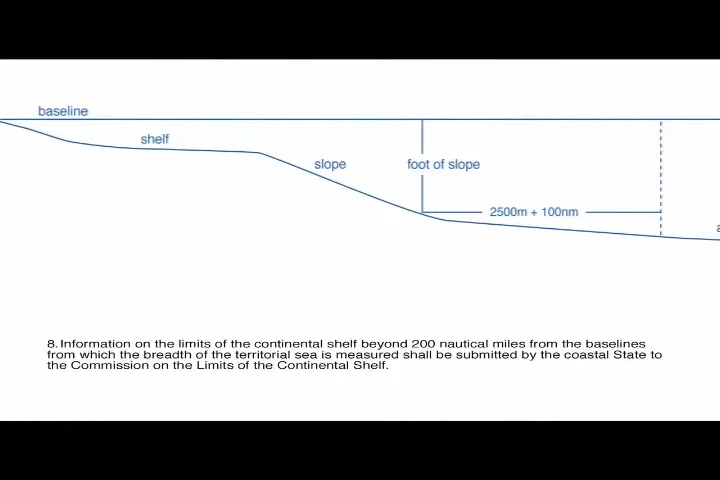 baseline
shelf
slope
foot of slope
2500m + 100nm
a
8. Information on the limits of the continental shelf beyond 200 nautical miles from the baselines
from which the breadth of the territorial sea is measured shall be submitted by the coastal State to
the Commission on the Limits of the Continental Shelf.